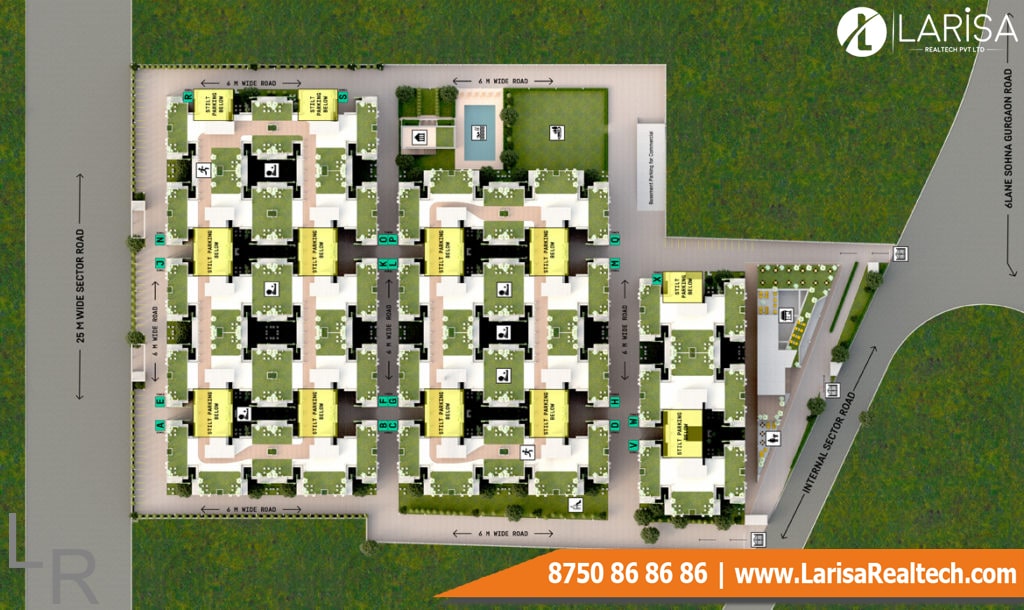 LARiSA
REALTECH PVT LTD
6 M WIDE ROAD
6 M WIDE ROAD
R
STILT PARKING BELOW
STILT PARKING BELOW
S
Basement Parking for Commercial
6LANE SOHNA GURGAON ROAD
25 M WIDE SECTOR ROAD
N
J
STILT PARKING BELOW
STILT PARKING BELOW
O
P
K
L
STILT PARKING BELOW
STILT PARKING BELOW
Q
M
X
STILT PARKING BELOW
6 M WIDE ROAD
6 M WIDE ROAD
6 M WIDE ROAD
E
A
STILT PARKING BELOW
STILT PARKING BELOW
F
G
B
C
STILT PARKING BELOW
STILT PARKING BELOW
H
D
W
V
STILT PARKING BELOW
INTERNAL SECTOR ROAD
6 M WIDE ROAD
6 M WIDE ROAD
LR
8750 86 86 86 | www.LarisaRealtech.com